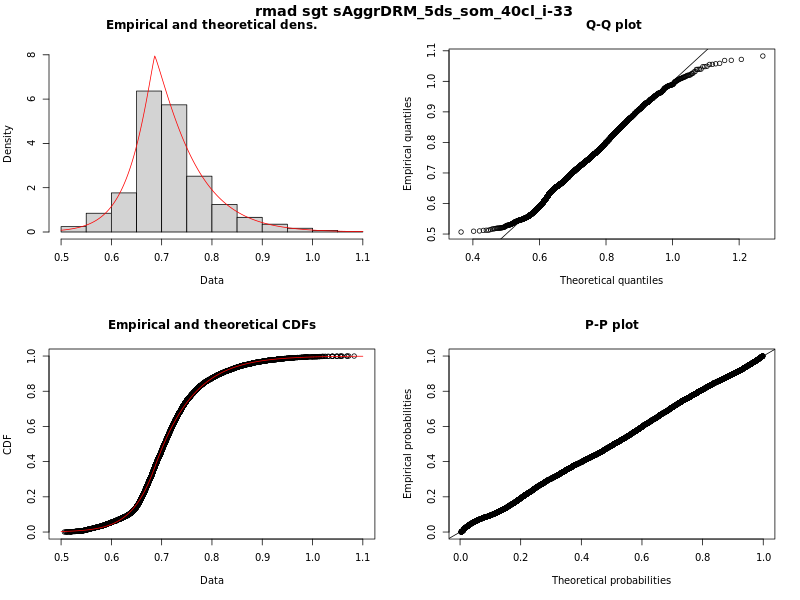 rmad sgt sAggrDRM_5ds_som_40cl_i-33
Empirical and theoretical dens.
Density
0 2 4 6 8
0.5 0.6 0.7 0.8 0.9 1.0 1.1
Data
Q-Q plot
Empirical quantiles
0.5 0.6 0.7 0.8 0.9 1.0 1.1
0.4 0.6 0.8 1.0 1.2
Theoretical quantiles
Empirical and theoretical CDFs
CDF
0.0 0.2 0.4 0.6 0.8 1.0
0.5 0.6 0.7 0.8 0.9 1.0 1.1
Data
P-P plot
Empirical probabilities
0.0 0.2 0.4 0.6 0.8 1.0
0.0 0.2 0.4 0.6 0.8 1.0
Theoretical probabilities